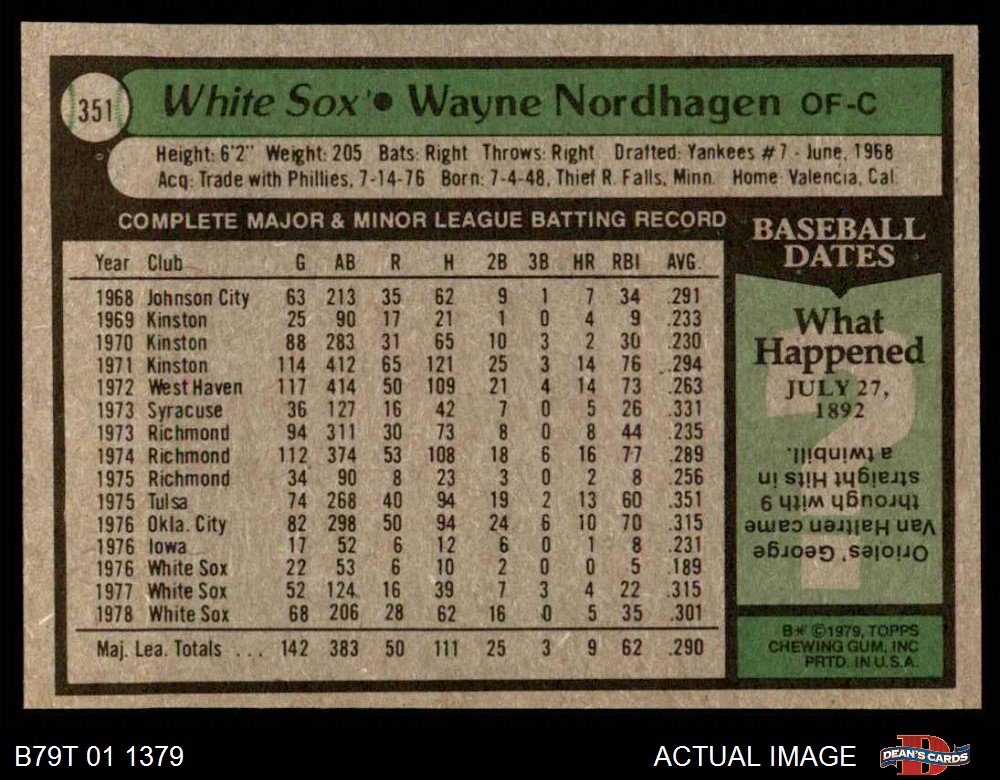 351
White Sox • Wayne Nordhagen OF-C
Height: 6'2" Weight: 205 Bats: Right Throws: Right Drafted: Yankees #7 - June, 1968
Acq: Trade with Phillies, 7-14-76 Born: 7-4-48, Thief R. Falls, Minn. Home: Valencia, Cal.
COMPLETE MAJOR & MINOR LEAGUE BATTING RECORD
Year Club G AB R H 2B 3B HR RBI AVG.
1968 Johnson City 63 213 35 62 9 1 7 34 .291
1969 Kinston 25 90 17 21 1 0 4 9 .233
1970 Kinston 88 283 31 65 10 3 2 30 .230
1971 Kinston 114 412 65 121 25 3 14 76 .294
1972 West Haven 117 414 50 109 21 4 14 73 .263
1973 Syracuse 36 127 16 42 7 0 5 26 .331
1973 Richmond 94 311 30 73 8 0 8 44 .235
1974 Richmond 112 374 53 108 18 6 16 77 .289
1975 Richmond 34 90 8 23 3 0 2 8 .256
1975 Tulsa 74 268 40 94 19 2 13 60 .351
1976 Okla. City 82 298 50 94 24 6 10 70 .315
1976 Iowa 17 52 6 12 6 0 1 8 .231
1976 White Sox 22 53 6 10 2 0 0 5 .189
1977 White Sox 52 124 16 39 7 3 4 22 .315
1978 White Sox 68 206 28 62 16 0 5 35 .301
Maj. Lea. Totals ... 142 383 50 111 25 3 9 62 .290
BASEBALL
DATES
What
Happened
JULY 27,
1892
?
Orioles' George
Van Haltren came
through with 9
straight Hits in
a twinbill.
B* ©1979, TOPPS
CHEWING GUM, INC
PRTD. IN U.S.A.
B79T 01 1379
ACTUAL IMAGE
D
DEAN'S CARDS